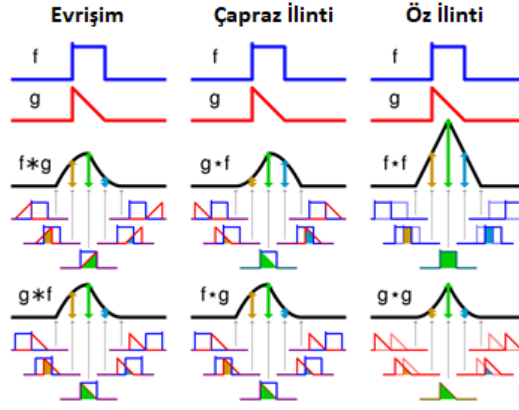 Evrişim
Çapraz İlinti
Öz İlinti
f
f
f
g
g
g
f∗g
g⋆f
f⋆f
g∗f
f⋆g
g⋆g